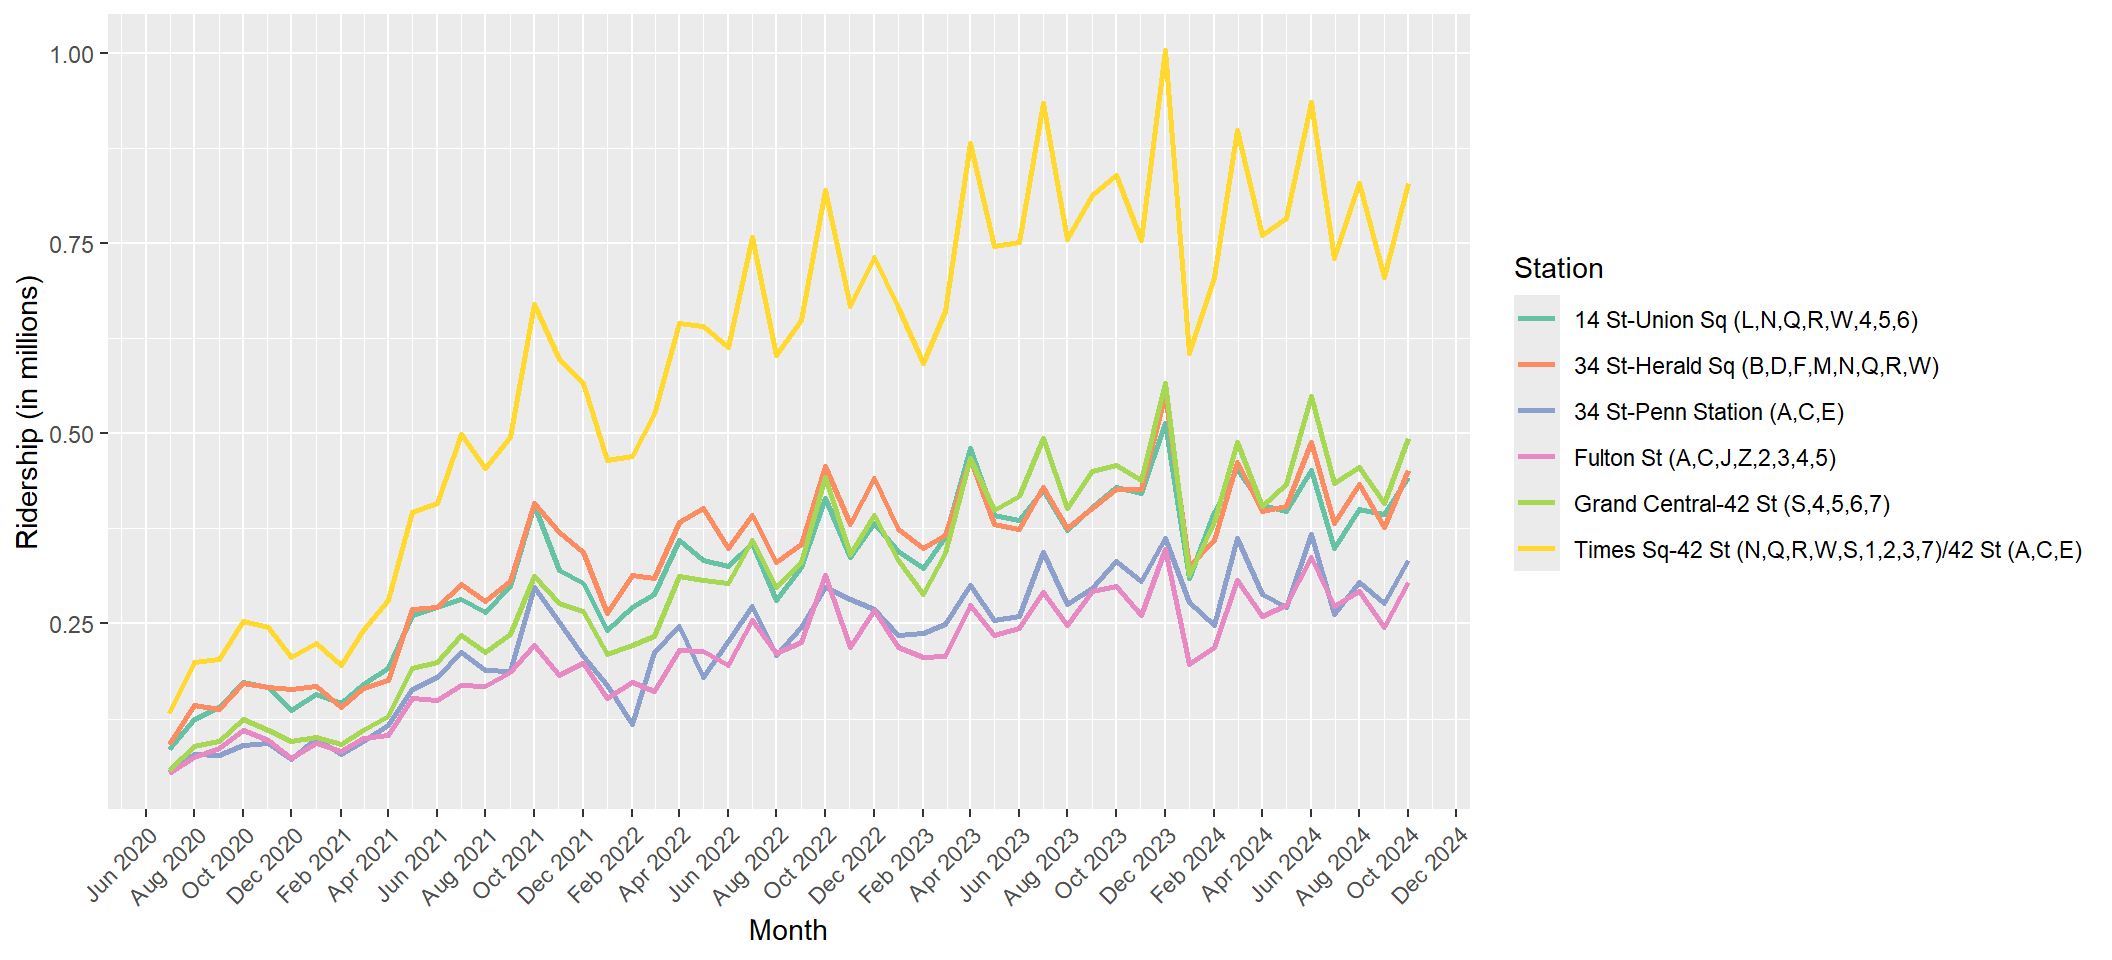 1.00
0.75
0.50
0.25
Ridership (in millions)
Jun 2020
Aug 2020
Oct 2020
Dec 2020
Feb 2021
Apr 2021
Jun 2021
Aug 2021
Oct 2021
Dec 2021
Feb 2022
Apr 2022
Jun 2022
Aug 2022
Oct 2022
Dec 2022
Feb 2023
Apr 2023
Jun 2023
Aug 2023
Oct 2023
Dec 2023
Feb 2024
Apr 2024
Jun 2024
Aug 2024
Oct 2024
Dec 2024
Month
Station
14 St-Union Sq (L,N,Q,R,W,4,5,6)
34 St-Herald Sq (B,D,F,M,N,Q,R,W)
34 St-Penn Station (A,C,E)
Fulton St (A,C,J,Z,2,3,4,5)
Grand Central-42 St (S,4,5,6,7)
Times Sq-42 St (N,Q,R,W,S,1,2,3,7)/42 St (A,C,E)